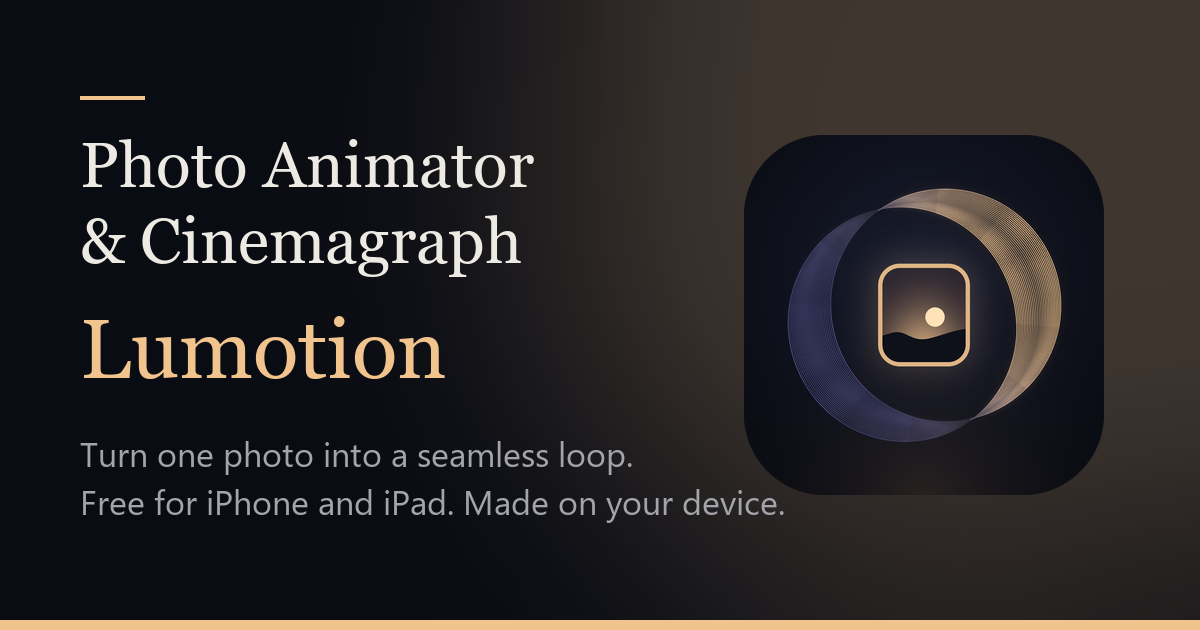 Photo Animator
& Cinemagraph
Lumotion
Turn one photo into a seamless loop.
Free for iPhone and iPad. Made on your device.